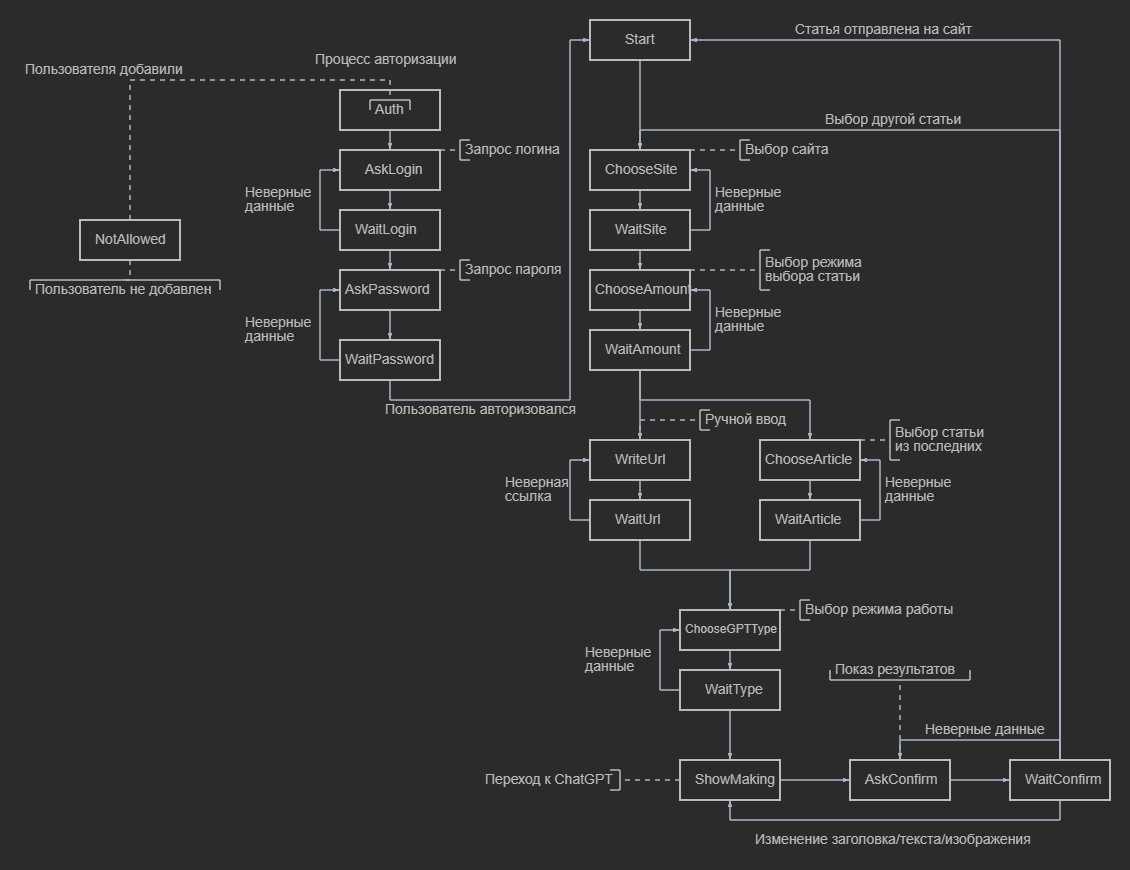 Start
Статья отправлена на сайт
Процесс авторизации
Пользователя добавили
Auth
Выбор другой статьи
Запрос логина
Выбор сайта
AskLogin
ChooseSite
Неверные
данные
Неверные
данные
WaitLogin
WaitSite
NotAllowed
Запрос пароля
Выбор режима
выбора статьи
Пользователь не добавлен
AskPassword
ChooseAmount
Неверные
данные
Неверные
данные
WaitPassword
WaitAmount
Пользователь авторизовался
Ручной ввод
Выбор статьи
из последних
WriteUrl
ChooseArticle
Неверная
ссылка
Неверные
данные
WaitUrl
WaitArticle
Выбор режима работы
ChooseGPTType
Неверные
данные
Показ результатов
WaitType
Неверные данные
Переход к ChatGPT
ShowMaking
AskConfirm
WaitConfirm
Изменение заголовка/текста/изображения